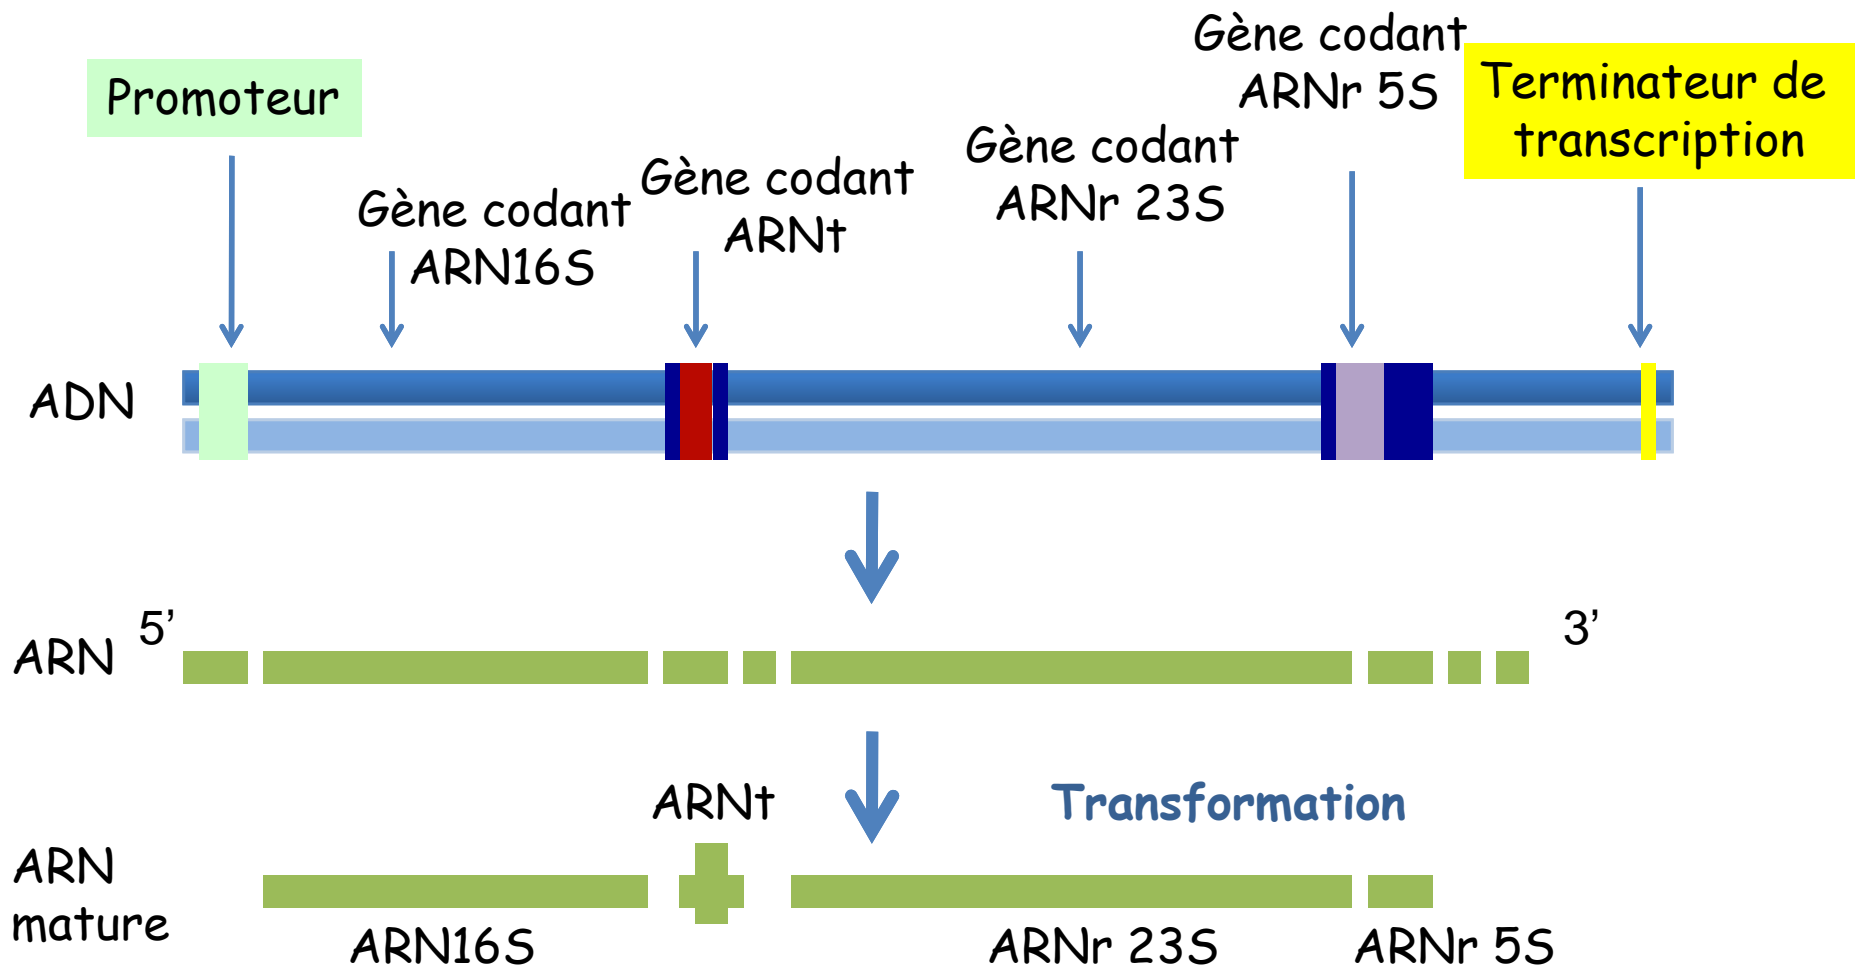 Promoteur
Gène codant
ARN16S
Gène codant
ARNt
Gène codant
ARNr 23S
Gène codant
ARNr 5S
Terminateur de
transcription
ADN
5’
3’
ARN
ARNt
Transformation
ARN
mature
ARN16S
ARNr 23S
ARNr 5S